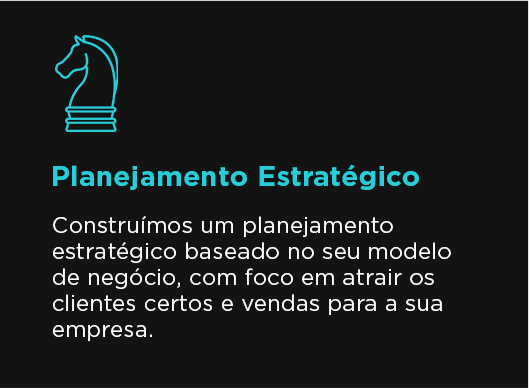 Planejamento Estratégico
Construímos um planejamento
estratégico baseado no seu modelo
de negócio, com foco em atrair os
clientes certos e vendas para a sua
empresa.